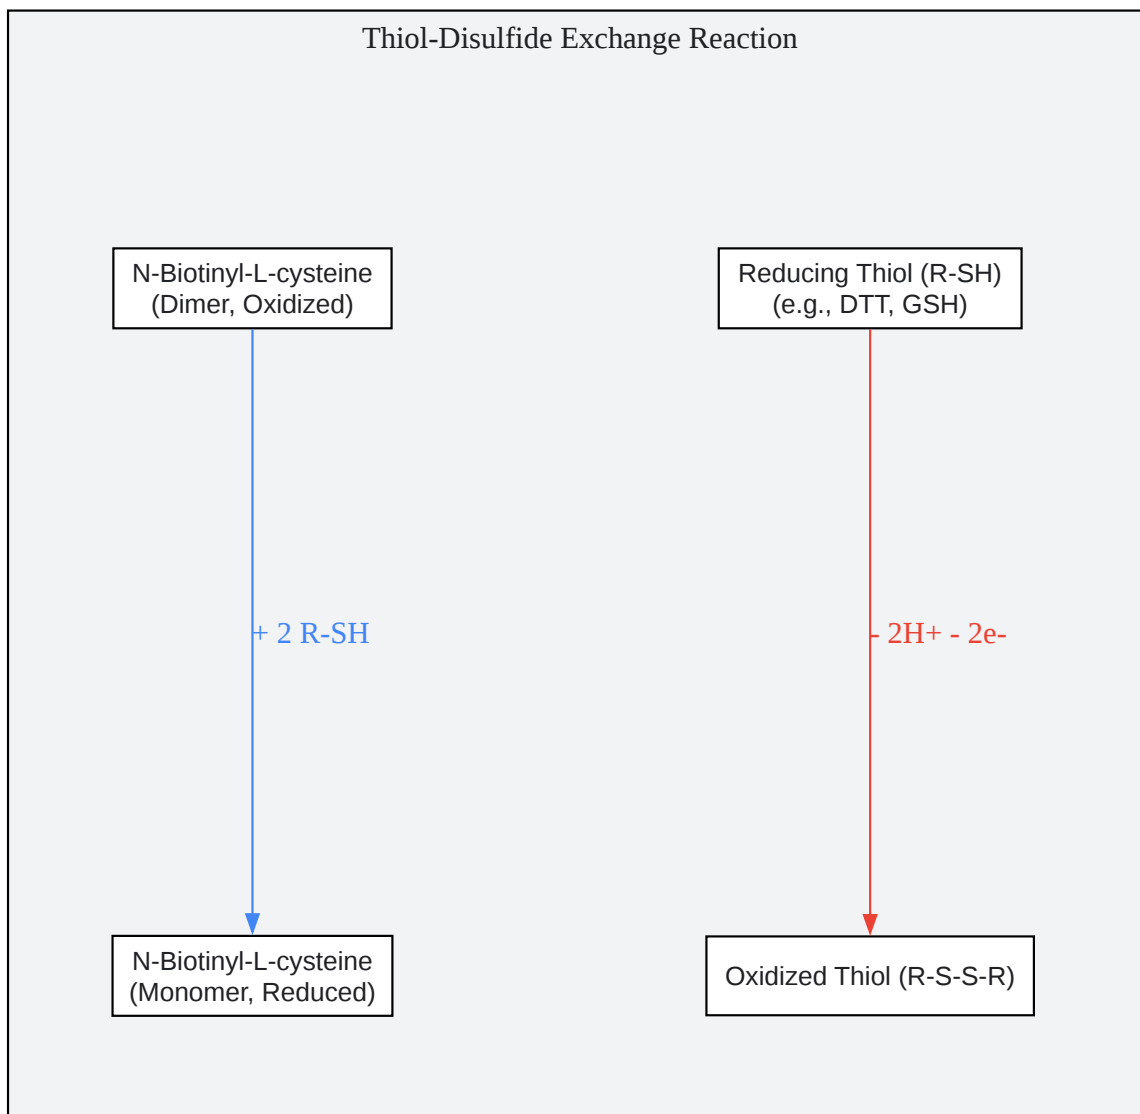 Thiol-Disulfide Exchange Reaction
N-Biotinyl-L-cysteine
(Dimer, Oxidized)
Reducing Thiol (R-SH)
(e.g., DTT, GSH)
+ 2 R-SH
- 2H+ - 2e-
N-Biotinyl-L-cysteine
(Monomer, Reduced)
Oxidized Thiol (R-S-S-R)